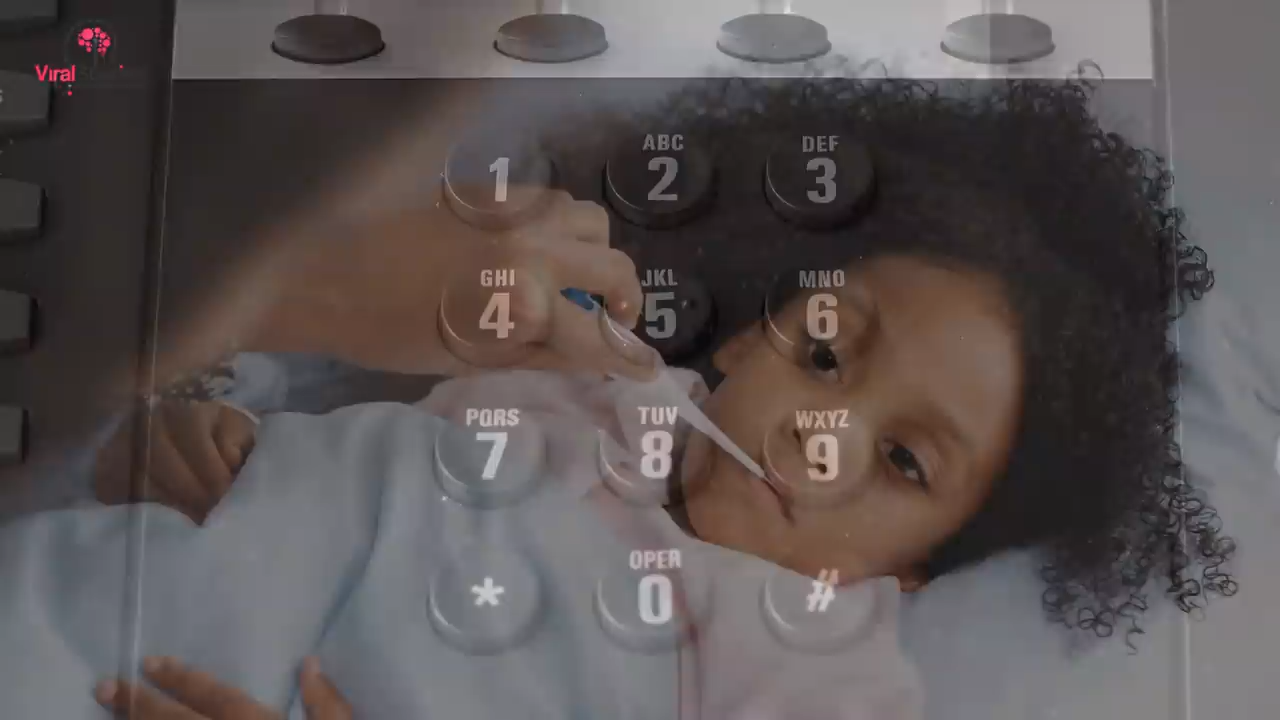 Viral
s
ABC
DEF
1
2
3
GHI
JKL
MNO
4
5
6
PQRS
TUV
WXYZ
7
8
9
OPER
*
0
#